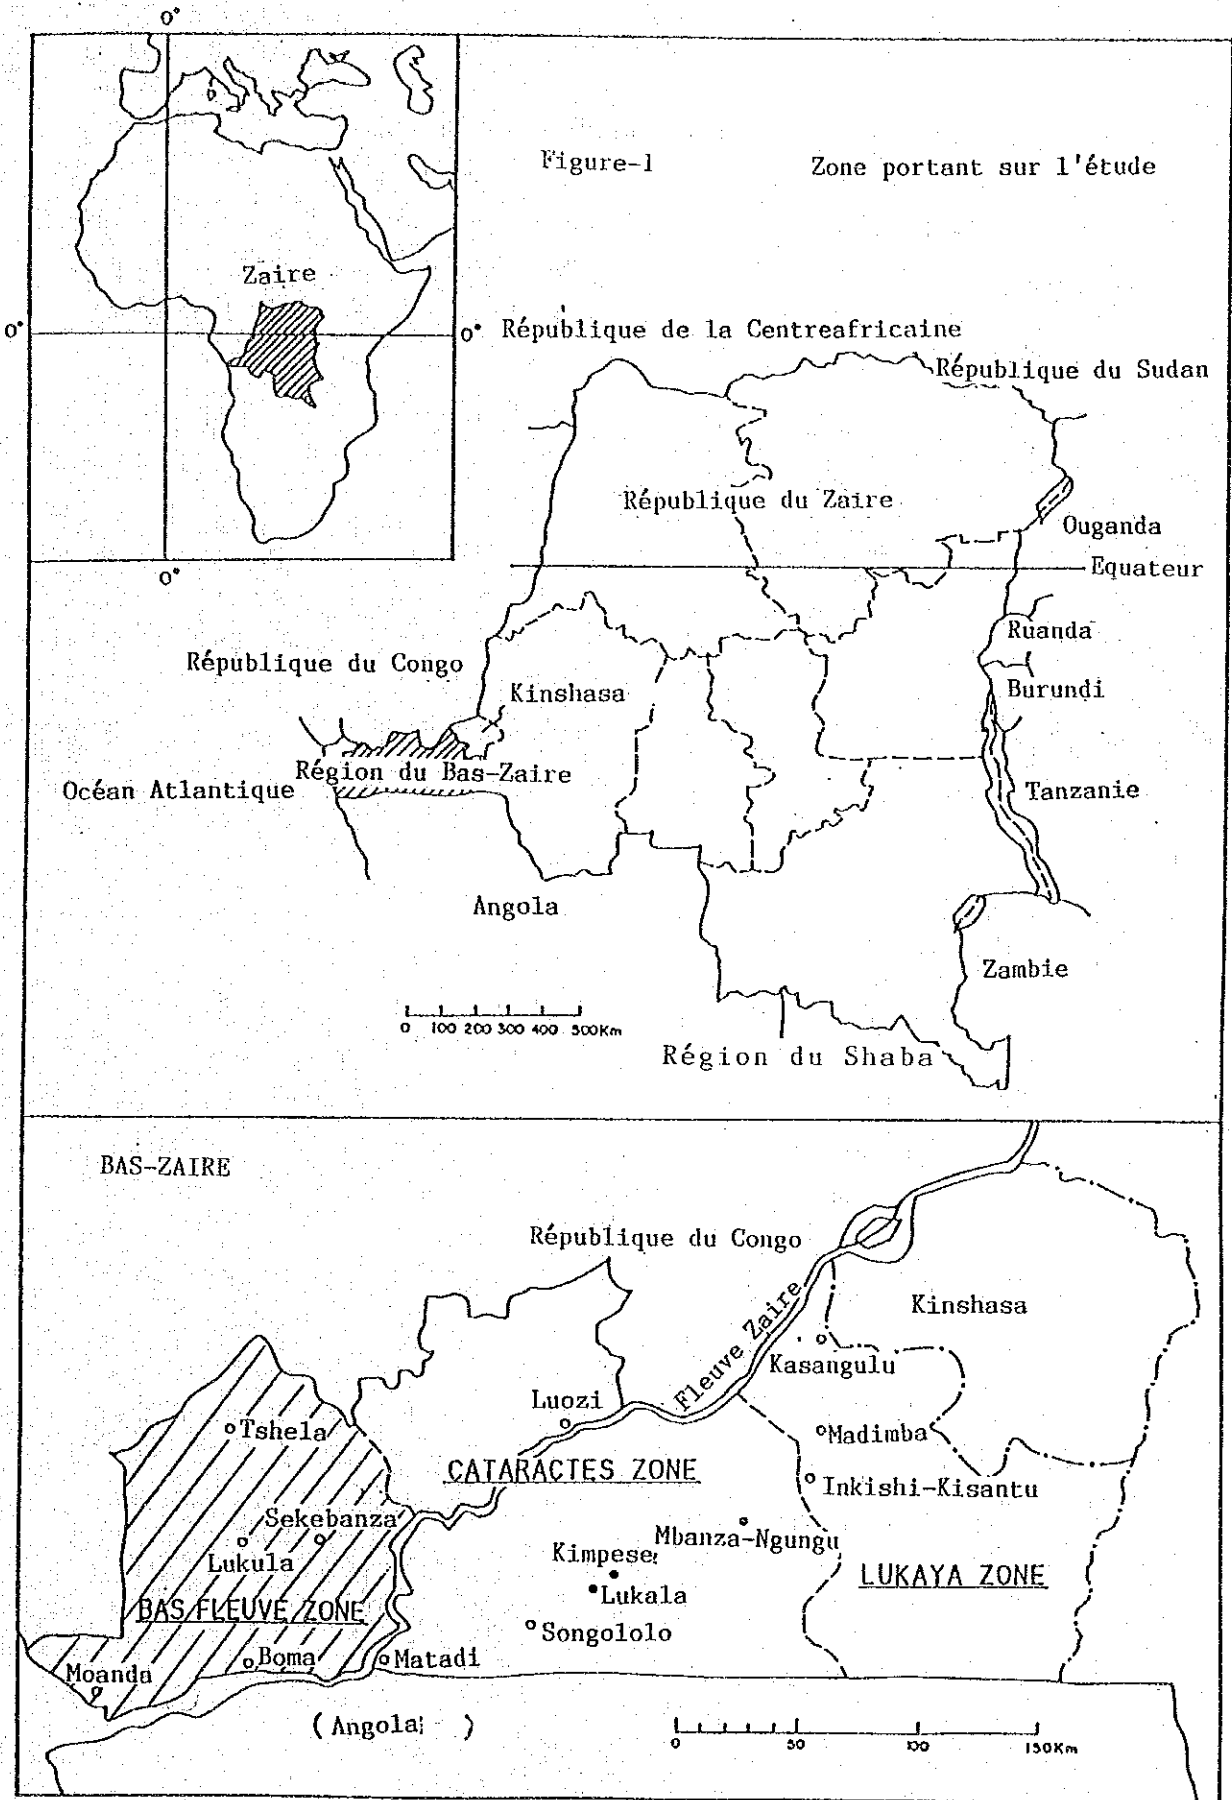 0°
Figure-1 Zone portant sur l'étude
Zaire
0° 0°
République de la Centreafricaine
République du Sudan
République du Zaire
Ouganda
0°
Equateur
Ruanda
République du Congo
Kinshasa
Burundi
Région du Bas-Zaire
Océan Atlantique
Tanzanie
Angola
Zambie
0 100 200 300 400 500Km
Région du Shaba
BAS-ZAIRE
République du Congo
Fleuve Zaire
Kinshasa
Kasangulu
Luozi
Tshela
Madimba
CATARACTES ZONE
Inkishi-Kisantu
Sekebanza
Mbanza-Ngungu
Lukula
Kimpese
LUKAYA ZONE
Lukala
BAS FLEUVE ZONE
Songololo
Boma
Matadi
Moanda
(Angola )
0 50 100 150Km